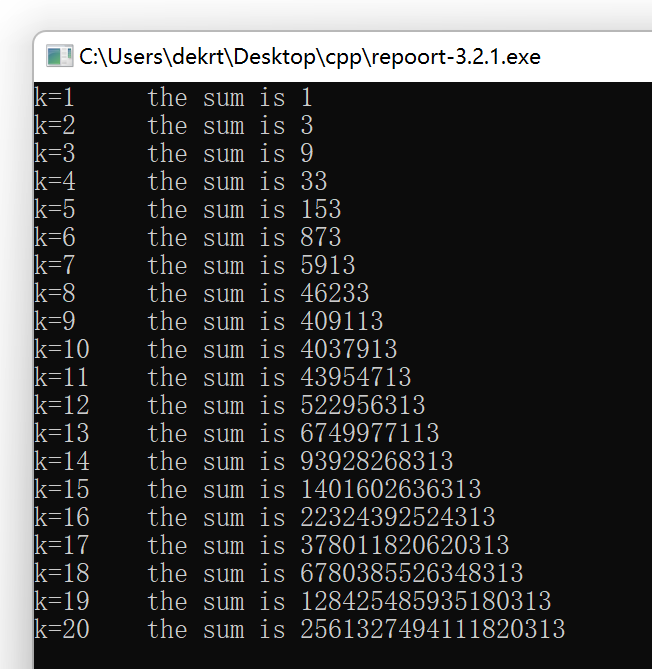 C:\Users\dekrt\Desktop\cpp\repoort-3.2.1.exe
k=1     the sum is 1
k=2     the sum is 3
k=3     the sum is 9
k=4     the sum is 33
k=5     the sum is 153
k=6     the sum is 873
k=7     the sum is 5913
k=8     the sum is 46233
k=9     the sum is 409113
k=10    the sum is 4037913
k=11    the sum is 43954713
k=12    the sum is 522956313
k=13    the sum is 6749977113
k=14    the sum is 93928268313
k=15    the sum is 1401602636313
k=16    the sum is 22324392524313
k=17    the sum is 378011820620313
k=18    the sum is 6780385526348313
k=19    the sum is 128425485935180313
k=20    the sum is 2561327494111820313